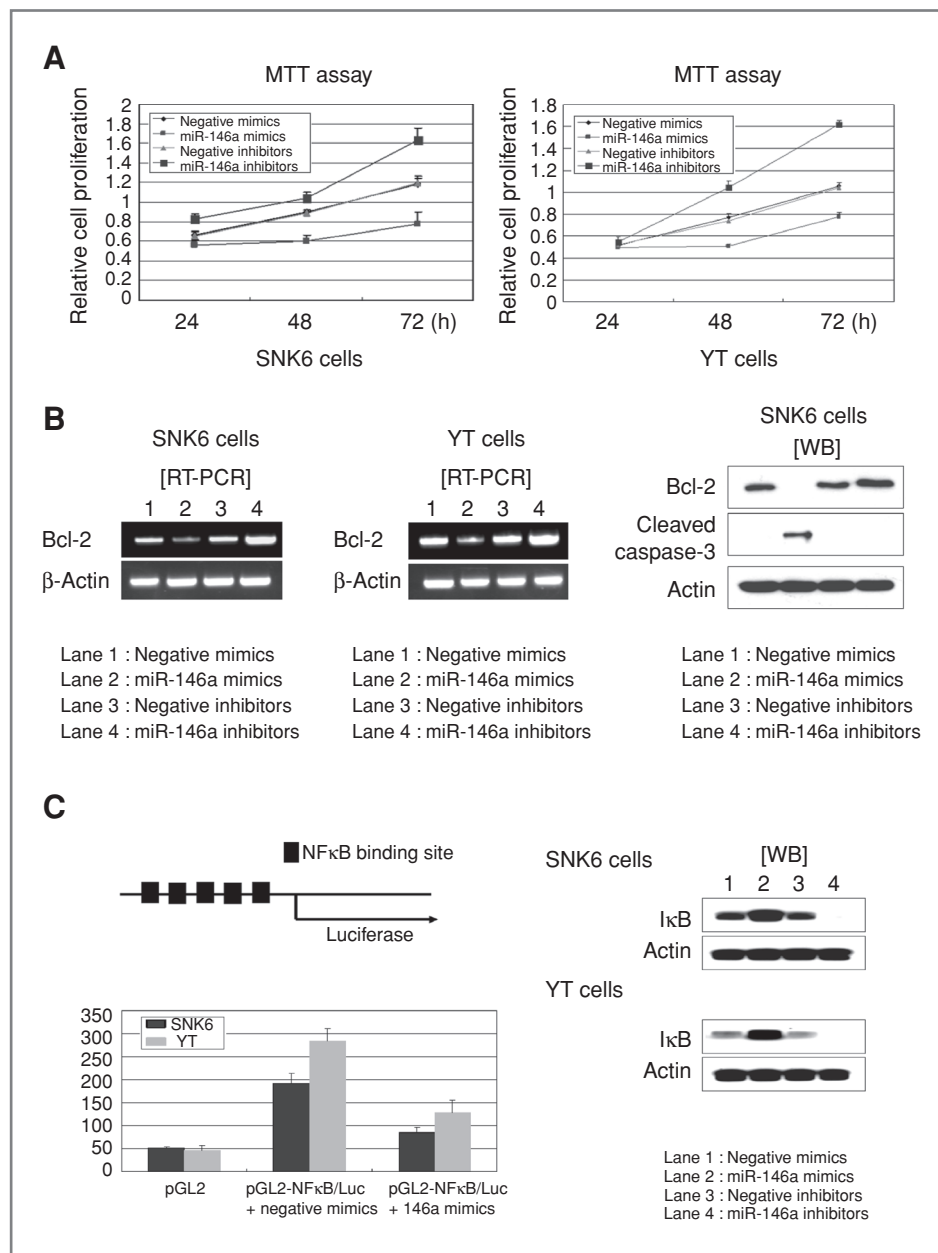 A
MTT assay
Relative cell proliferation
2
1.8
1.6
1.4
1.2
1
0.8
0.6
0.4
0.2
0
Negative mimics
miR-146a mimics
Negative inhibitors
miR-146a inhibitors
24 48 72 (h)
SNK6 cells
MTT assay
Relative cell proliferation
1.8
1.6
1.4
1.2
1
0.8
0.6
0.4
0.2
0
Negative mimics
miR-146a mimics
Negative inhibitors
miR-146a inhibitors
24 48 72 (h)
YT cells
B
SNK6 cells
[RT-PCR]
1 2 3 4
Bcl-2
β-Actin
Lane 1 : Negative mimics
Lane 2 : miR-146a mimics
Lane 3 : Negative inhibitors
Lane 4 : miR-146a inhibitors
YT cells
[RT-PCR]
1 2 3 4
Bcl-2
β-Actin
Lane 1 : Negative mimics
Lane 2 : miR-146a mimics
Lane 3 : Negative inhibitors
Lane 4 : miR-146a inhibitors
SNK6 cells
[WB]
Bcl-2
Cleaved
caspase-3
Actin
Lane 1 : Negative mimics
Lane 2 : miR-146a mimics
Lane 3 : Negative inhibitors
Lane 4 : miR-146a inhibitors
C
NFκB binding site
Luciferase
350
300
250
200
150
100
50
0
SNK6
YT
pGL2
pGL2-NFκB/Luc
+ negative mimics
pGL2-NFκB/Luc
+ 146a mimics
SNK6 cells
[WB]
1 2 3 4
IκB
Actin
YT cells
IκB
Actin
Lane 1 : Negative mimics
Lane 2 : miR-146a mimics
Lane 3 : Negative inhibitors
Lane 4 : miR-146a inhibitors